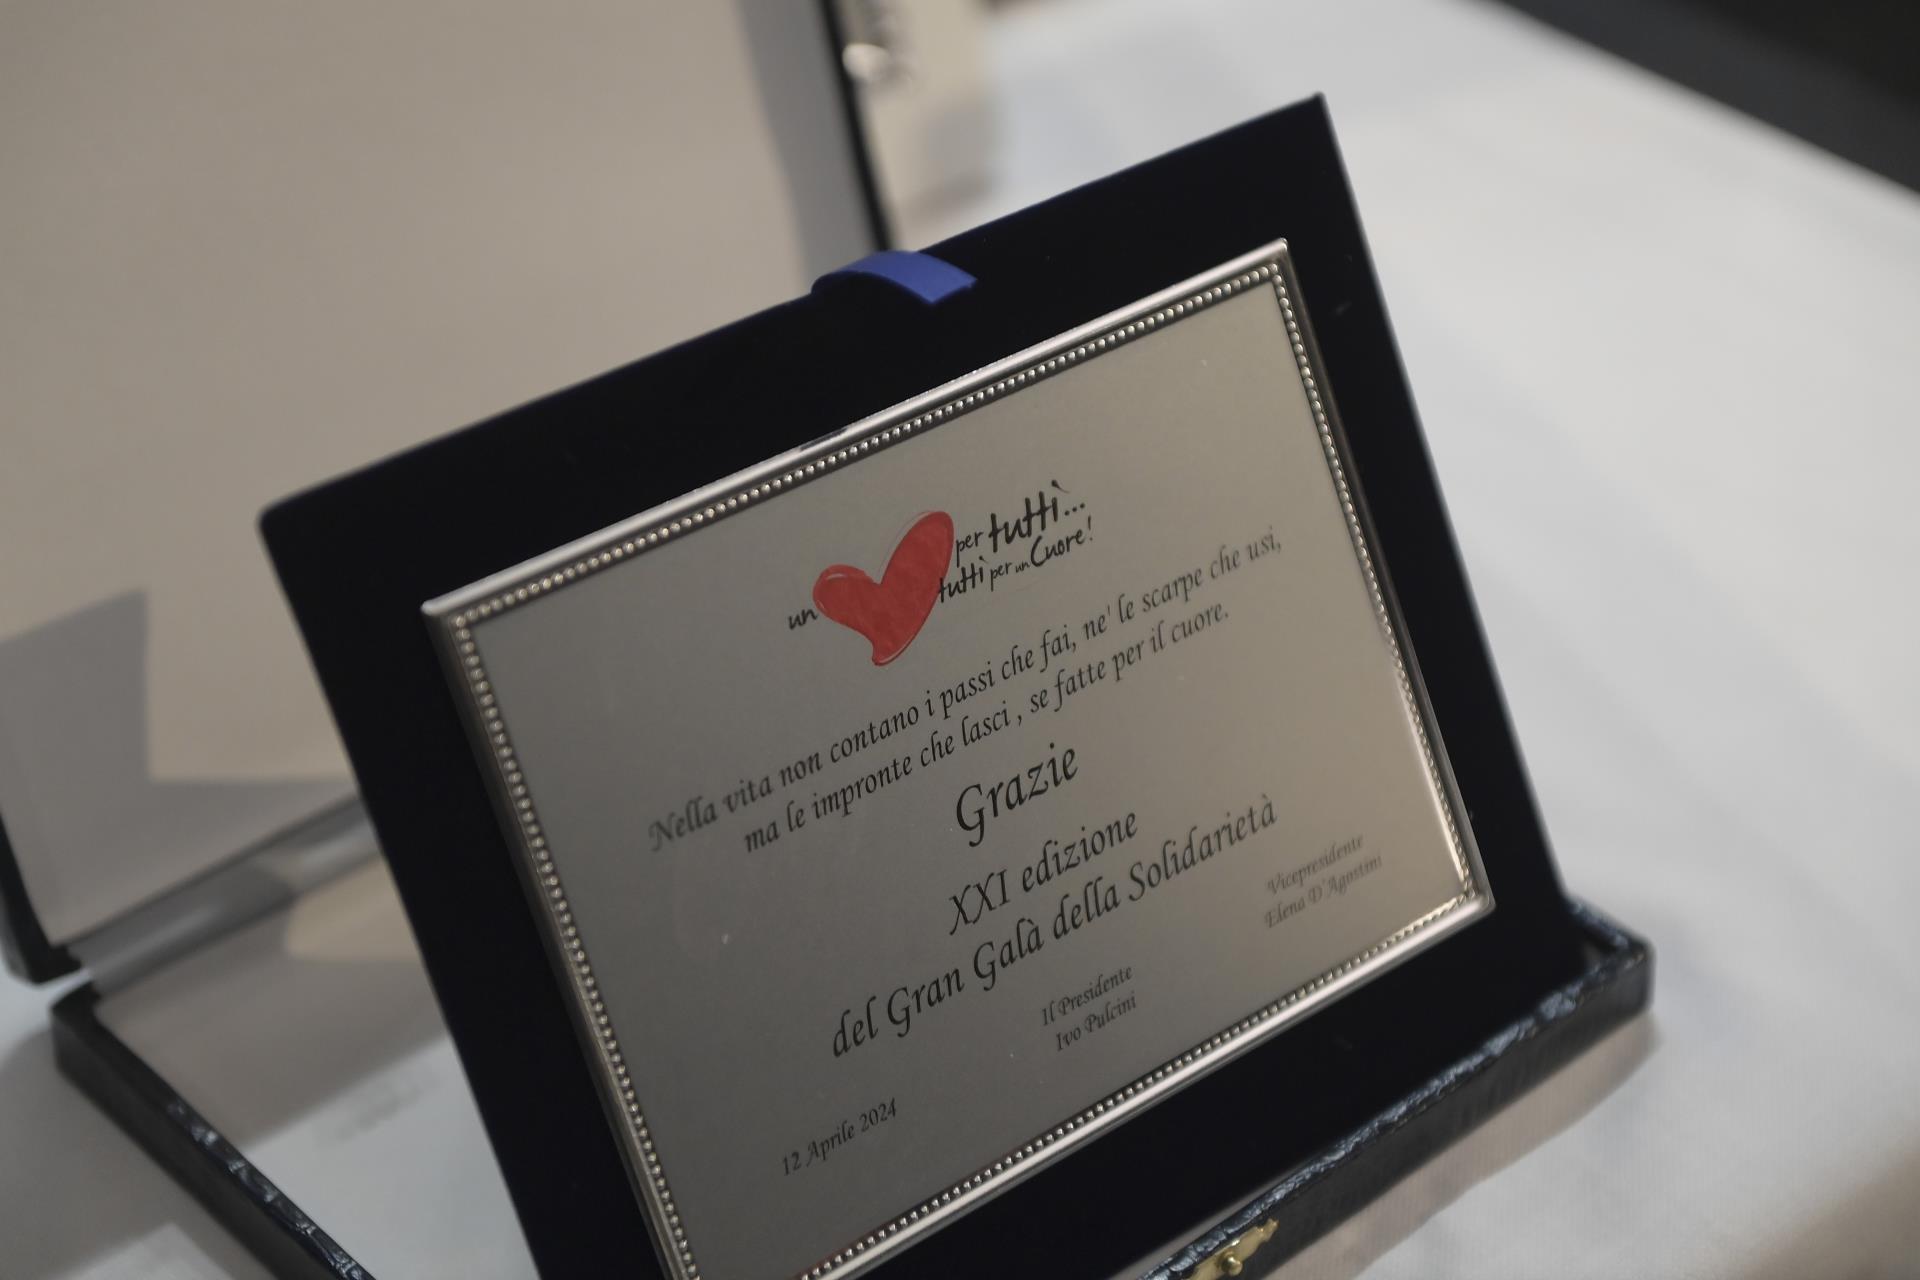 un per tutti...
tutti per un Cuore!
Nella vita non contano i passi che fai, ne' le scarpe che usi,
ma le impronte che lasci , se fatte per il cuore.
Grazie
XXI edizione
del Gran Galà della Solidarietà
Vicepresidente
Elena D'Agostini
Il Presidente
Ivo Pulcini
12 Aprile 2024